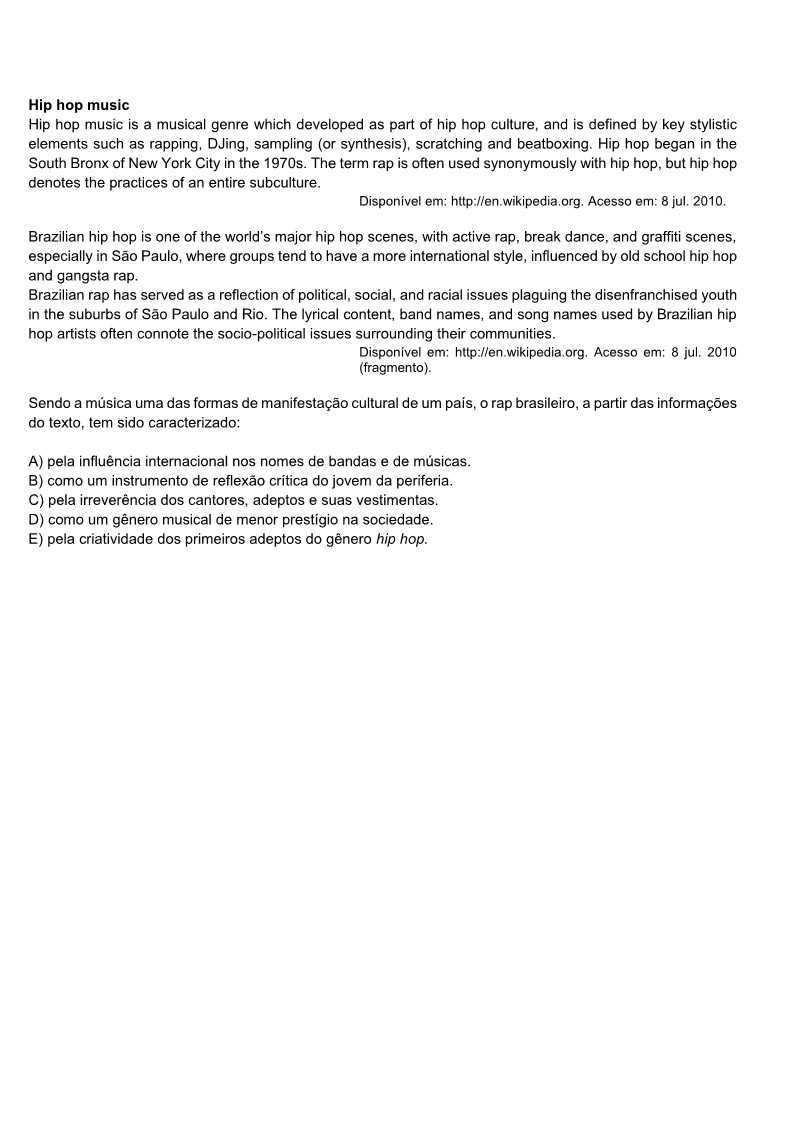 Hip hop music
Hip hop music is a musical genre which developed as part of hip hop culture, and is defined by key stylistic
elements such as rapping, DJing, sampling (or synthesis), scratching and beatboxing. Hip hop began in the
South Bronx of New York City in the 1970s. The term rap is often used synonymously with hip hop, but hip hop
denotes the practices of an entire subculture.
Disponível em: http://en.wikipedia.org. Acesso em: 8 jul. 2010.
Brazilian hip hop is one of the world’s major hip hop scenes, with active rap, break dance, and graffiti scenes,
especially in São Paulo, where groups tend to have a more international style, influenced by old school hip hop
and gangsta rap.
Brazilian rap has served as a reflection of political, social, and racial issues plaguing the disenfranchised youth
in the suburbs of São Paulo and Rio. The lyrical content, band names, and song names used by Brazilian hip
hop artists often connote the socio-political issues surrounding their communities.
Disponível em: http://en.wikipedia.org. Acesso em: 8 jul. 2010
(fragmento).
Sendo a música uma das formas de manifestação cultural de um país, o rap brasileiro, a partir das informações
do texto, tem sido caracterizado:
A) pela influência internacional nos nomes de bandas e de músicas.
B) como um instrumento de reflexão crítica do jovem da periferia.
C) pela irreverência dos cantores, adeptos e suas vestimentas.
D) como um gênero musical de menor prestígio na sociedade.
E) pela criatividade dos primeiros adeptos do gênero hip hop.